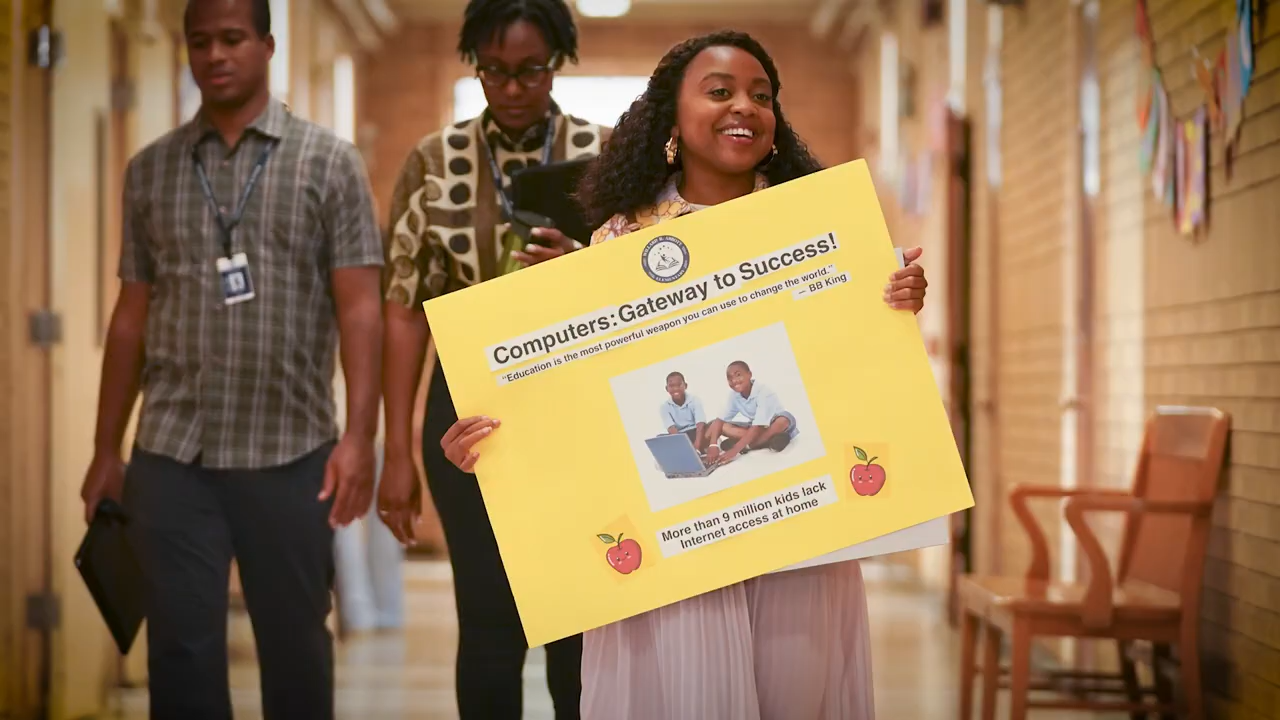 Computers: Gateway to Success!
"Education is the most powerful weapon you can use to change the world."
— BB King
More than 9 million kids lack
Internet access at home